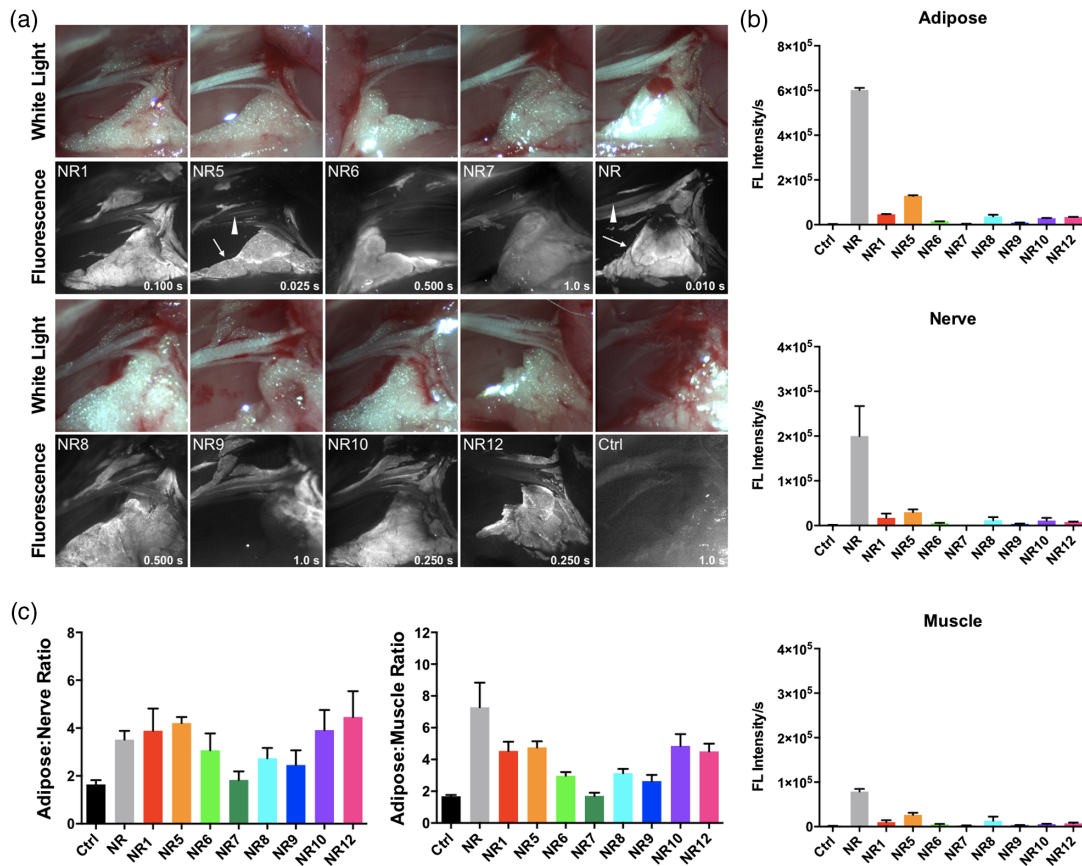 (a)
White Light
Fluorescence
NR1
0.100 s
NR5
0.025 s
NR6
0.500 s
NR7
1.0 s
NR
0.010 s
White Light
Fluorescence
NR8
0.500 s
NR9
1.0 s
NR10
0.250 s
NR12
0.250 s
Ctrl
1.0 s
(b)
Adipose
FL Intensity/s
8×10⁵
6×10⁵
4×10⁵
2×10⁵
0
Ctrl NR NR1 NR5 NR6 NR7 NR8 NR9 NR10 NR12
Nerve
FL Intensity/s
4×10⁵
3×10⁵
2×10⁵
1×10⁵
0
Ctrl NR NR1 NR5 NR6 NR7 NR8 NR9 NR10 NR12
Muscle
FL Intensity/s
4×10⁵
3×10⁵
2×10⁵
1×10⁵
0
Ctrl NR NR1 NR5 NR6 NR7 NR8 NR9 NR10 NR12
(c)
Adipose:Nerve Ratio
8
6
4
2
0
Ctrl NR NR1 NR5 NR6 NR7 NR8 NR9 NR10 NR12
Adipose:Muscle Ratio
12
10
8
6
4
2
0
Ctrl NR NR1 NR5 NR6 NR7 NR8 NR9 NR10 NR12